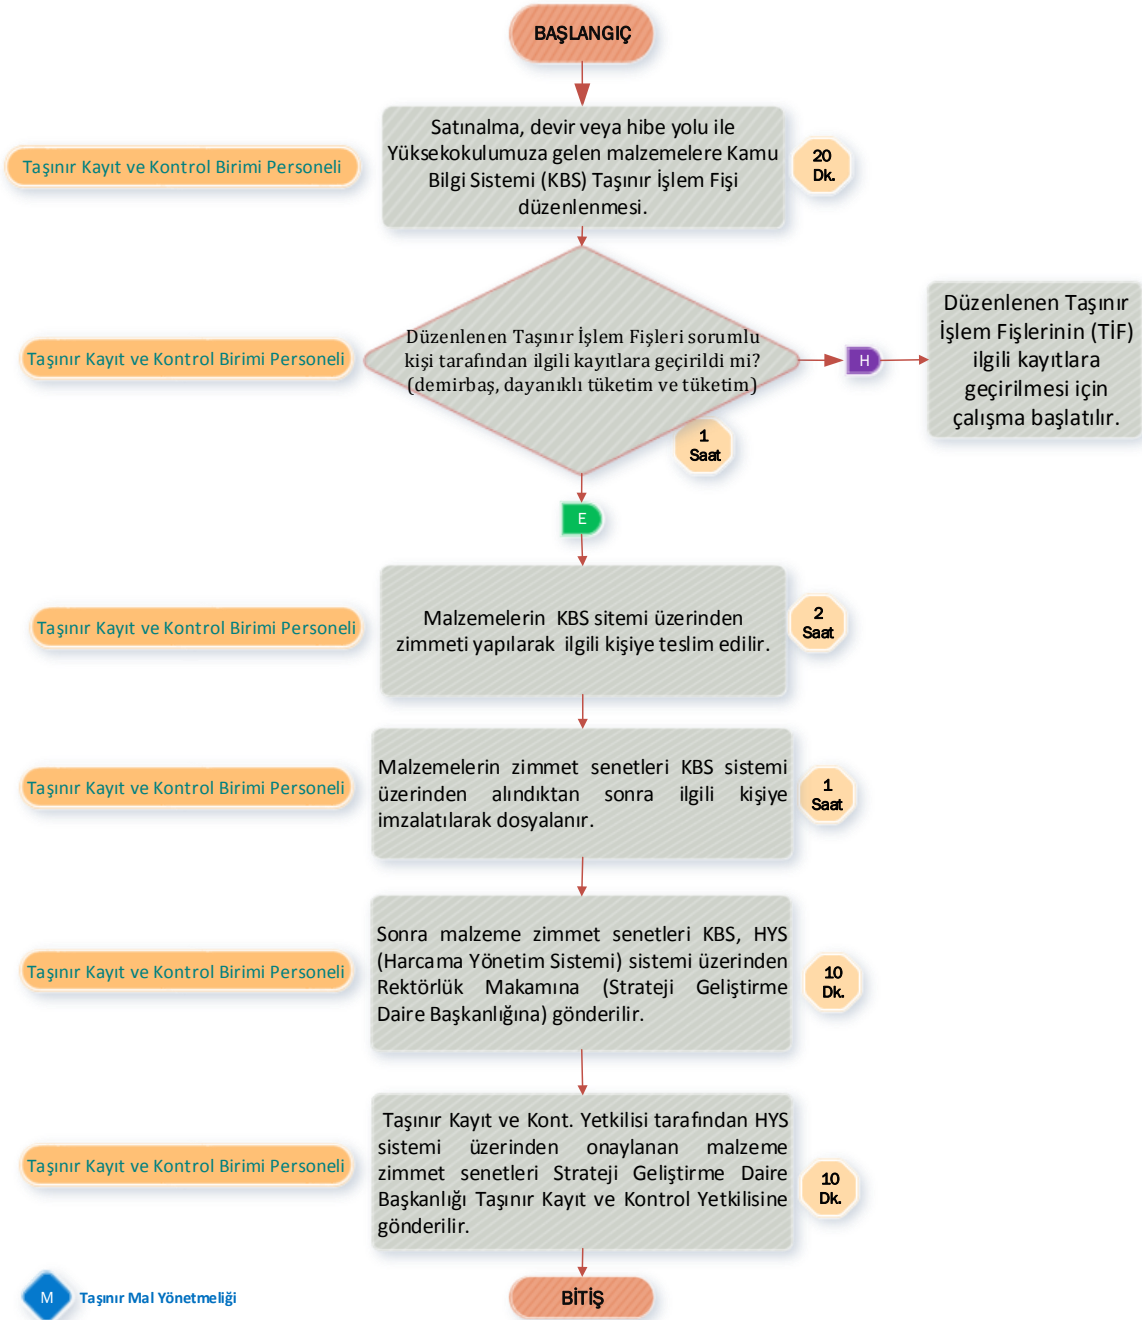 BAŞLANGIÇ
Taşınır Kayıt ve Kontrol Birimi Personeli
Satınalma, devir veya hibe yolu ile
Yüksekokulumuza gelen malzemelere Kamu
Bilgi Sistemi (KBS) Taşınır İşlem Fişi
düzenlenmesi.
20
Dk.
Taşınır Kayıt ve Kontrol Birimi Personeli
Düzenlenen Taşınır İşlem Fişleri sorumlu
kişi tarafından ilgili kayıtlara geçirildi mi?
(demirbaş, dayanıklı tüketim ve tüketim)
1
Saat
H
Düzenlenen Taşınır
İşlem Fişlerinin (TİF)
ilgili kayıtlara
geçirilmesi için
çalışma başlatılır.
E
Taşınır Kayıt ve Kontrol Birimi Personeli
Malzemelerin KBS sitemi üzerinden
zimmeti yapılarak ilgili kişiye teslim edilir.
2
Saat
Taşınır Kayıt ve Kontrol Birimi Personeli
Malzemelerin zimmet senetleri KBS sistemi
üzerinden alındıktan sonra ilgili kişiye
imzalatılarak dosyalanır.
1
Saat
Taşınır Kayıt ve Kontrol Birimi Personeli
Sonra malzeme zimmet senetleri KBS, HYS
(Harcama Yönetim Sistemi) sistemi üzerinden
Rektörlük Makamına (Strateji Geliştirme
Daire Başkanlığına) gönderilir.
10
Dk.
Taşınır Kayıt ve Kontrol Birimi Personeli
Taşınır Kayıt ve Kont. Yetkilisi tarafından HYS
sistemi üzerinden onaylanan malzeme
zimmet senetleri Strateji Geliştirme Daire
Başkanlığı Taşınır Kayıt ve Kontrol Yetkilisine
gönderilir.
10
Dk.
M
Taşınır Mal Yönetmeliği
BİTİŞ